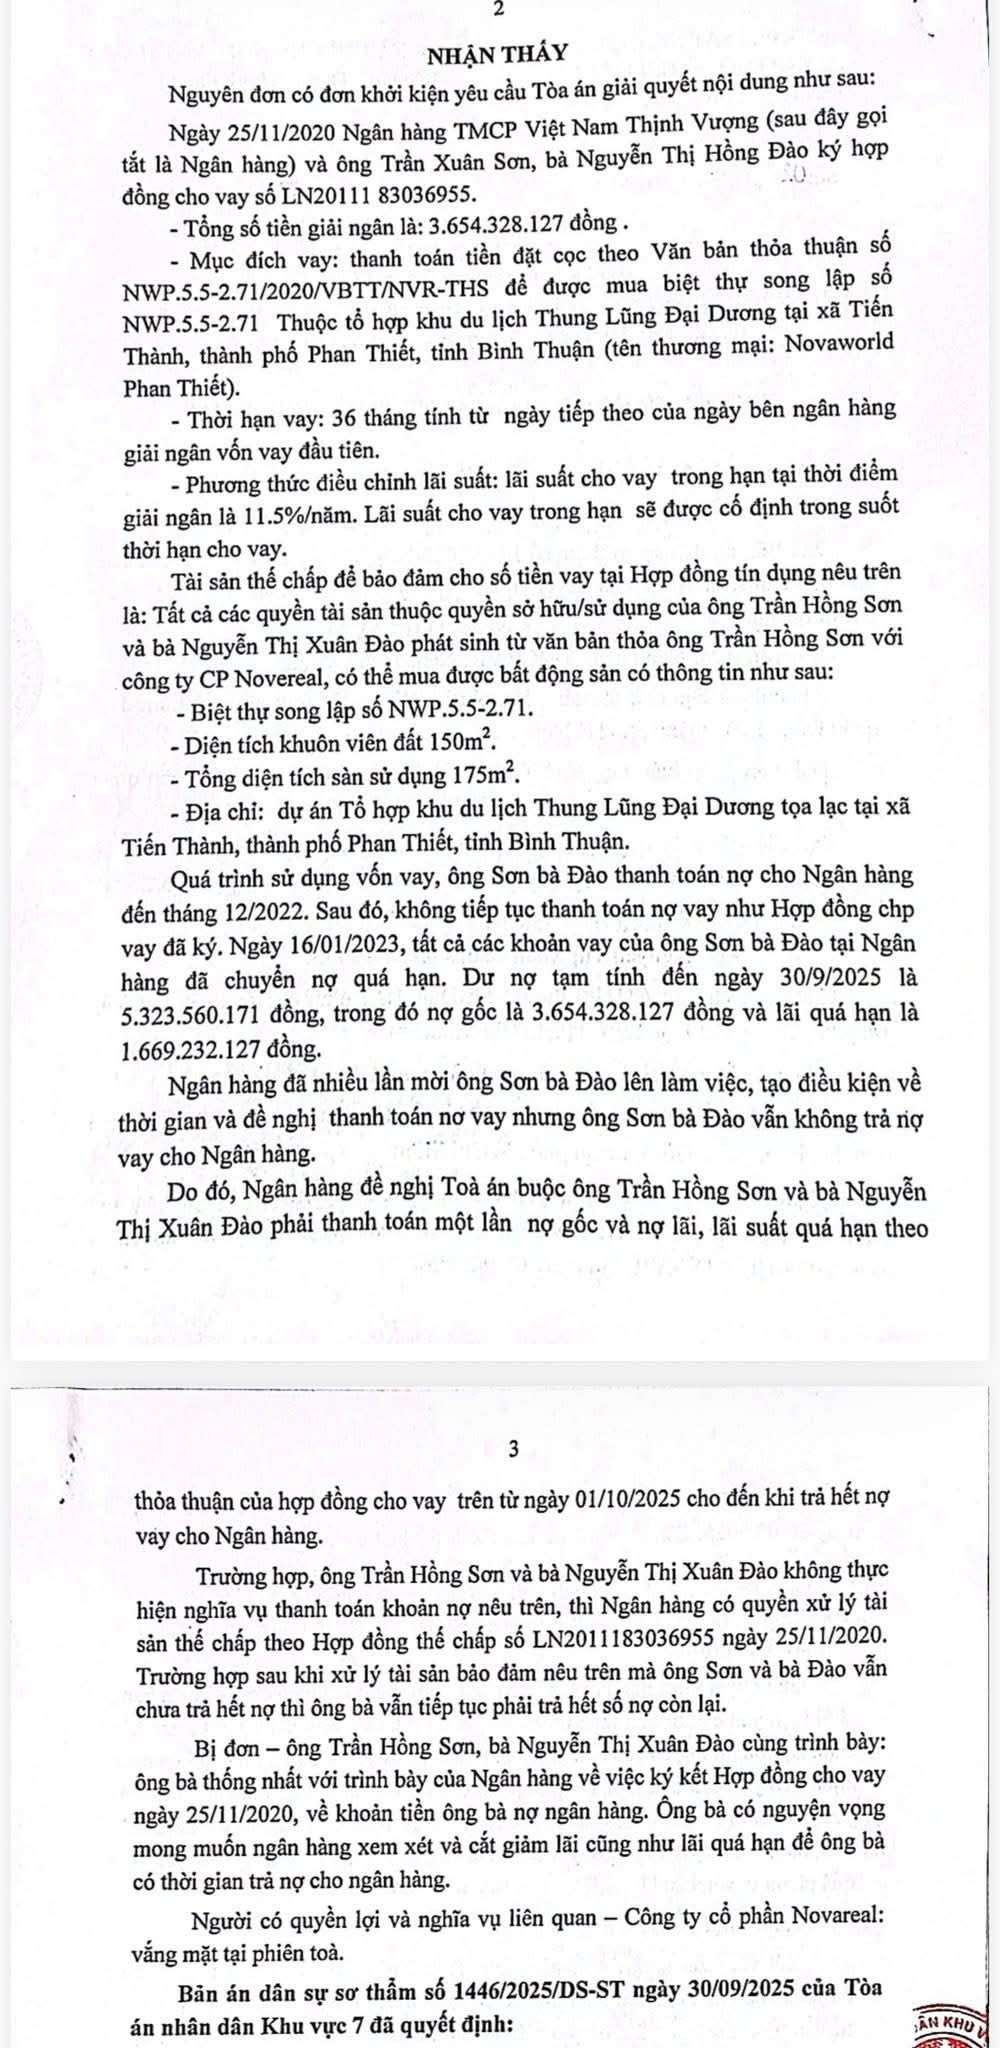 2
NHẬN THẤY
Nguyên đơn có đơn khởi kiện yêu cầu Tòa án giải quyết nội dung như sau:
Ngày 25/11/2020 Ngân hàng TMCP Việt Nam Thịnh Vượng (sau đây gọi
tắt là Ngân hàng) và ông Trần Xuân Sơn, bà Nguyễn Thị Hồng Đào ký hợp
đồng cho vay số LN20111 83036955.
- Tổng số tiền giải ngân là: 3.654.328.127 đồng .
- Mục đích vay: thanh toán tiền đặt cọc theo Văn bản thỏa thuận số
NWP.5.5-2.71/2020/VBTT/NVR-THS để được mua biệt thự song lập số
NWP.5.5-2.71 Thuộc tổ hợp khu du lịch Thung Lũng Đại Dương tại xã Tiến
Thành, thành phố Phan Thiết, tỉnh Bình Thuận (tên thương mại: Novaworld
Phan Thiết).
- Thời hạn vay: 36 tháng tính từ ngày tiếp theo của ngày bên ngân hàng
giải ngân vốn vay đầu tiên.
- Phương thức điều chỉnh lãi suất: lãi suất cho vay trong hạn tại thời điểm
giải ngân là 11.5%/năm. Lãi suất cho vay trong hạn sẽ được cố định trong suốt
thời hạn cho vay.
Tài sản thế chấp để bảo đảm cho số tiền vay tại Hợp đồng tín dụng nêu trên
là: Tất cả các quyền tài sản thuộc quyền sở hữu/sử dụng của ông Trần Hồng Sơn
và bà Nguyễn Thị Xuân Đào phát sinh từ văn bản thỏa ông Trần Hồng Sơn với
công ty CP Novereal, có thể mua được bất động sản có thông tin như sau:
- Biệt thự song lập số NWP.5.5-2.71.
- Diện tích khuôn viên đất 150m².
- Tổng diện tích sàn sử dụng 175m².
- Địa chỉ: dự án Tổ hợp khu du lịch Thung Lũng Đại Dương tọa lạc tại xã
Tiến Thành, thành phố Phan Thiết, tỉnh Bình Thuận.
Quá trình sử dụng vốn vay, ông Sơn bà Đào thanh toán nợ cho Ngân hàng
đến tháng 12/2022. Sau đó, không tiếp tục thanh toán nợ vay như Hợp đồng chp
vay đã ký. Ngày 16/01/2023, tất cả các khoản vay của ông Sơn bà Đào tại Ngân
hàng đã chuyển nợ quá hạn. Dư nợ tạm tính đến ngày 30/9/2025 là
5.323.560.171 đồng, trong đó nợ gốc là 3.654.328.127 đồng và lãi quá hạn là
1.669.232.127 đồng.
Ngân hàng đã nhiều lần mời ông Sơn bà Đào lên làm việc, tạo điều kiện về
thời gian và đề nghị thanh toán nơ vay nhưng ông Sơn bà Đào vẫn không trả nợ
vay cho Ngân hàng.
Do đó, Ngân hàng đề nghị Toà án buộc ông Trần Hồng Sơn và bà Nguyễn
Thị Xuân Đào phải thanh toán một lần nợ gốc và nợ lãi, lãi suất quá hạn theo
3
thỏa thuận của hợp đồng cho vay trên từ ngày 01/10/2025 cho đến khi trả hết nợ
vay cho Ngân hàng.
Trường hợp, ông Trần Hồng Sơn và bà Nguyễn Thị Xuân Đào không thực
hiện nghĩa vụ thanh toán khoản nợ nêu trên, thì Ngân hàng có quyền xử lý tài
sản thế chấp theo Hợp đồng thế chấp số LN2011183036955 ngày 25/11/2020.
Trường hợp sau khi xử lý tài sản bảo đảm nêu trên mà ông Sơn và bà Đào vẫn
chưa trả hết nợ thì ông bà vẫn tiếp tục phải trả hết số nợ còn lại.
Bị đơn – ông Trần Hồng Sơn, bà Nguyễn Thị Xuân Đào cùng trình bày:
ông bà thống nhất với trình bày của Ngân hàng về việc ký kết Hợp đồng cho vay
ngày 25/11/2020, về khoản tiền ông bà nợ ngân hàng. Ông bà có nguyện vọng
mong muốn ngân hàng xem xét và cắt giảm lãi cũng như lãi quá hạn để ông bà
có thời gian trả nợ cho ngân hàng.
Người có quyền lợi và nghĩa vụ liên quan – Công ty cổ phần Novareal:
vắng mặt tại phiên toà.
Bản án dân sự sơ thẩm số 1446/2025/DS-ST ngày 30/09/2025 của Tòa
án nhân dân Khu vực 7 đã quyết định:
KHU